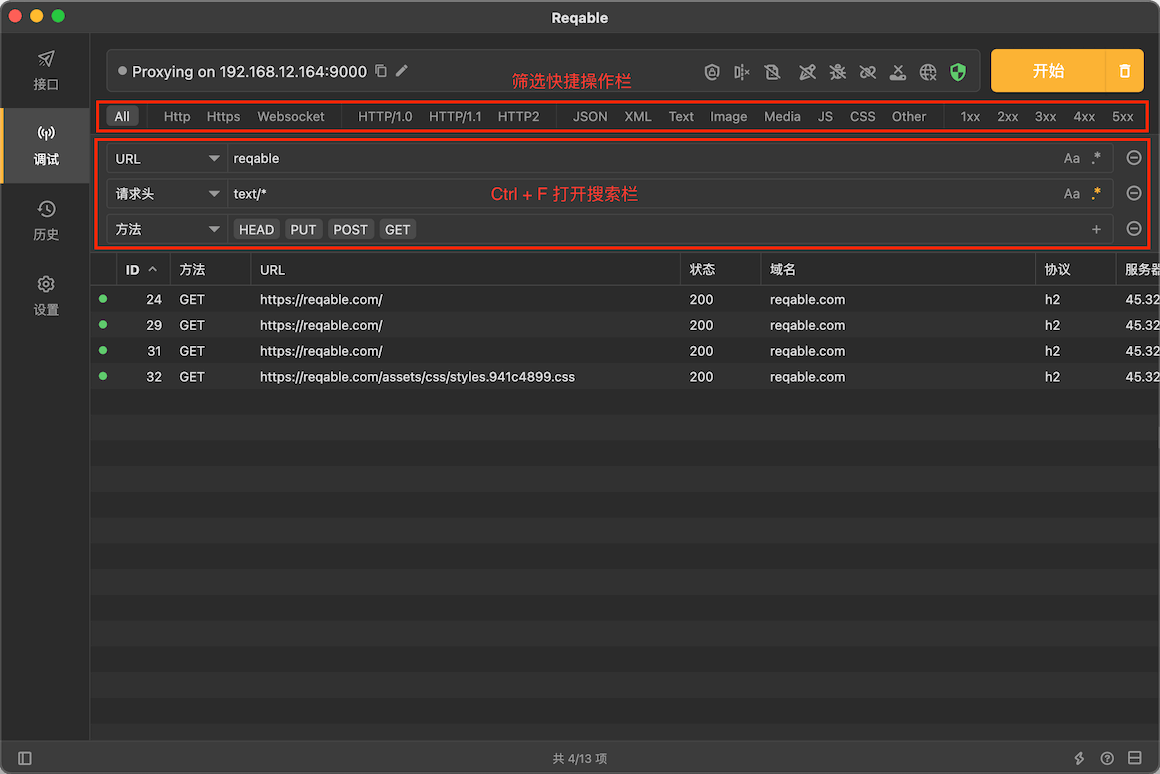 Reqable
接口
调试
历史
设置
Proxying on 192.168.12.164:9000
筛选快捷操作栏
开始
All Http Https Websocket HTTP/1.0 HTTP/1.1 HTTP2 JSON XML Text Image Media JS CSS Other 1xx 2xx 3xx 4xx 5xx
URL reqable Aa .*
请求头 text/* Ctrl + F 打开搜索栏 Aa .*
方法 HEAD PUT POST GET +
ID 方法 URL 状态 域名 协议 服务器
24 GET https://reqable.com/ 200 reqable.com h2 45.32
29 GET https://reqable.com/ 200 reqable.com h2 45.32
31 GET https://reqable.com/ 200 reqable.com h2 45.32
32 GET https://reqable.com/assets/css/styles.941c4899.css 200 reqable.com h2 45.32
共 4/13 项